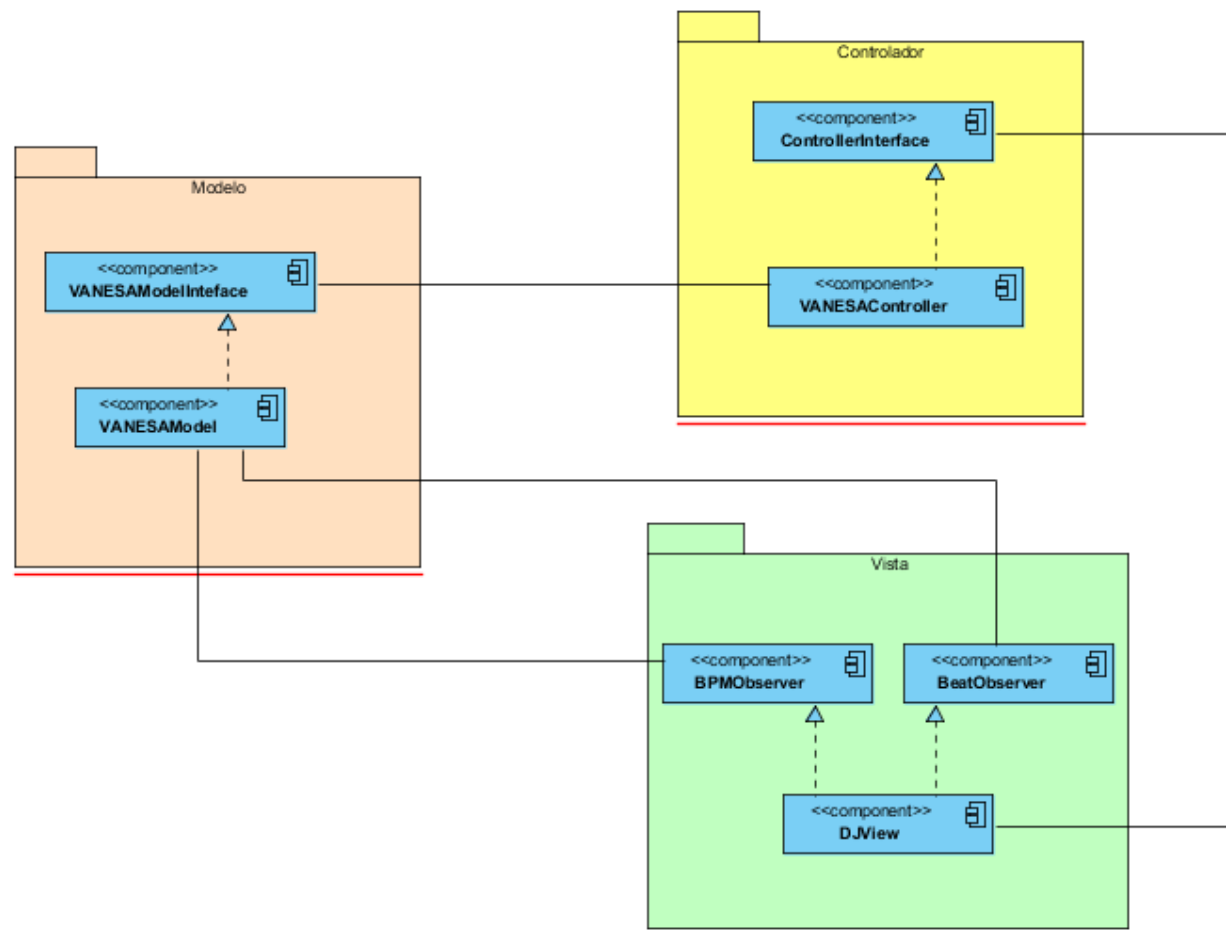 Controlador
<<component>>
ControllerInterface
<<component>>
VANESAController
Modelo
<<component>>
VANESAModelInteface
<<component>>
VANESAModel
Vista
<<component>>
BPMObserver
<<component>>
BeatObserver
<<component>>
DJView